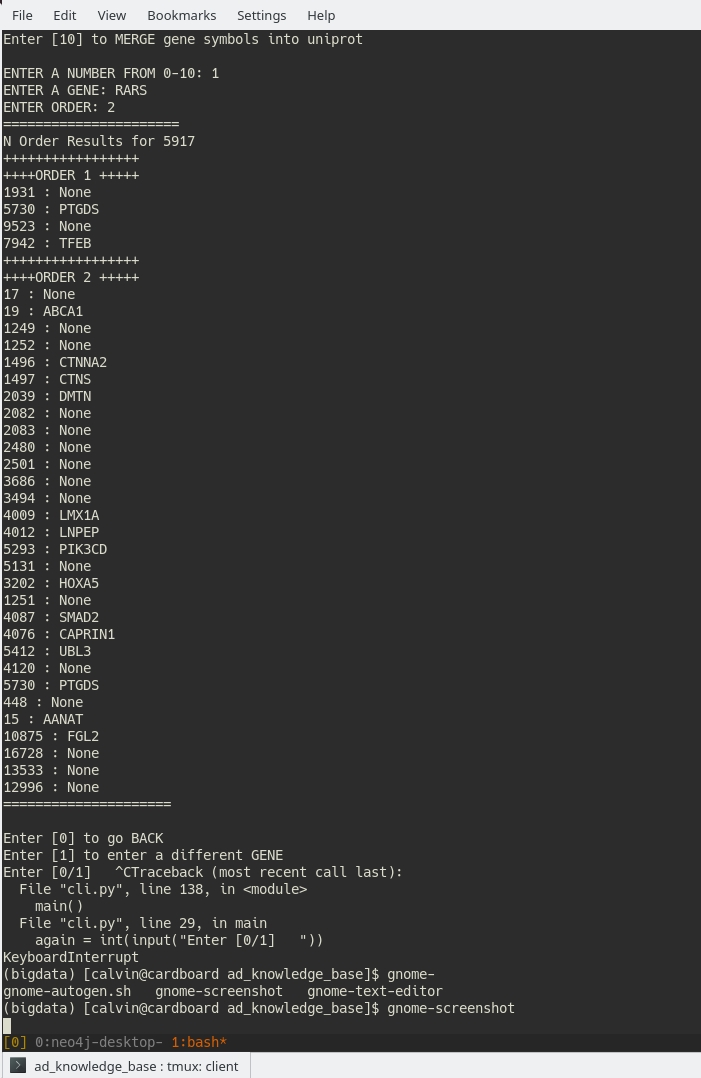 File Edit View Bookmarks Settings Help
Enter [10] to MERGE gene symbols into uniprot
ENTER A NUMBER FROM 0-10: 1
ENTER A GENE: RARS
ENTER ORDER: 2
======================
N Order Results for 5917
+++++++++++++++++
++++ORDER 1 +++++
1931 : None
5730 : PTGDS
9523 : None
7942 : TFEB
+++++++++++++++++
++++ORDER 2 +++++
17 : None
19 : ABCA1
1249 : None
1252 : None
1496 : CTNNA2
1497 : CTNS
2039 : DMTN
2082 : None
2083 : None
2480 : None
2501 : None
3686 : None
3494 : None
4009 : LMX1A
4012 : LNPEP
5293 : PIK3CD
5131 : None
3202 : HOXA5
1251 : None
4087 : SMAD2
4076 : CAPRIN1
5412 : UBL3
4120 : None
5730 : PTGDS
448 : None
15 : AANAT
10875 : FGL2
16728 : None
13533 : None
12996 : None
=====================
Enter [0] to go BACK
Enter [1] to enter a different GENE
Enter [0/1]   ^CTraceback (most recent call last):
  File "cli.py", line 138, in <module>
    main()
  File "cli.py", line 29, in main
    again = int(input("Enter [0/1]   "))
KeyboardInterrupt
(bigdata) [calvin@cardboard ad_knowledge_base]$ gnome-
gnome-autogen.sh   gnome-screenshot   gnome-text-editor
(bigdata) [calvin@cardboard ad_knowledge_base]$ gnome-screenshot
[0] 0:neo4j-desktop- 1:bash*
ad_knowledge_base : tmux: client